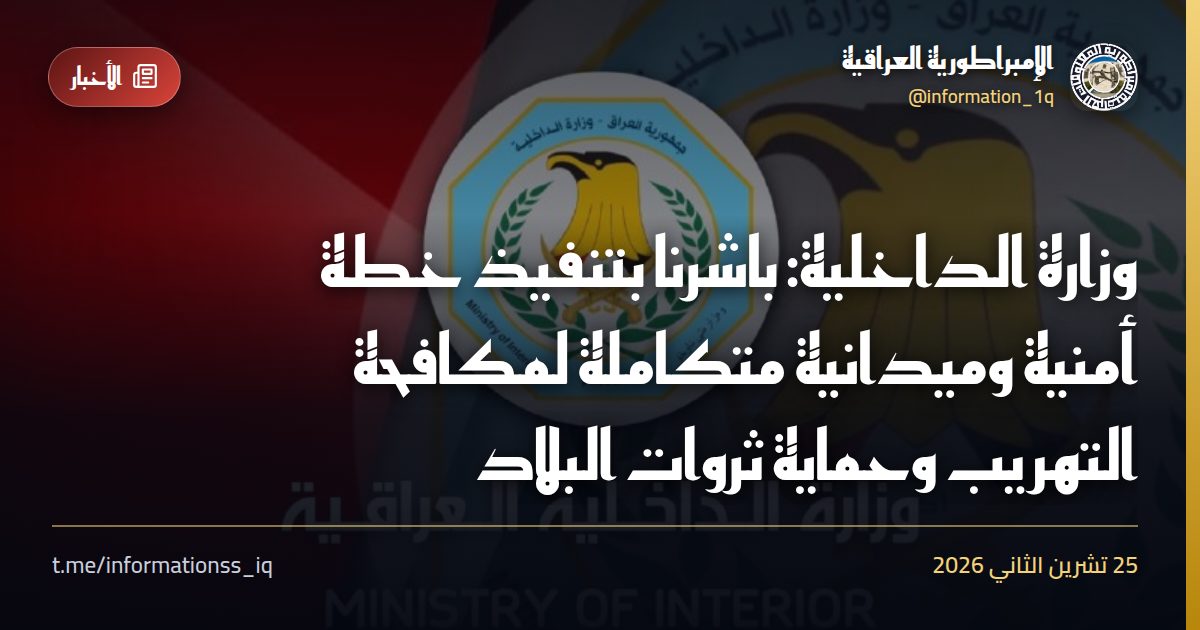 الإمبراطورية العراقية
@information_1q
الأخبار
جمهورية العراق - وزارة الداخلية
وزارة الداخلية: باشرنا بتنفيذ خطة
أمنية وميدانية متكاملة لمكافحة
التهريب وحماية ثروات البلاد
وزارة الداخلية العراقية
25 تشرين الثاني 2026
t.me/informationss_iq
MINISTRY OF INTERIOR